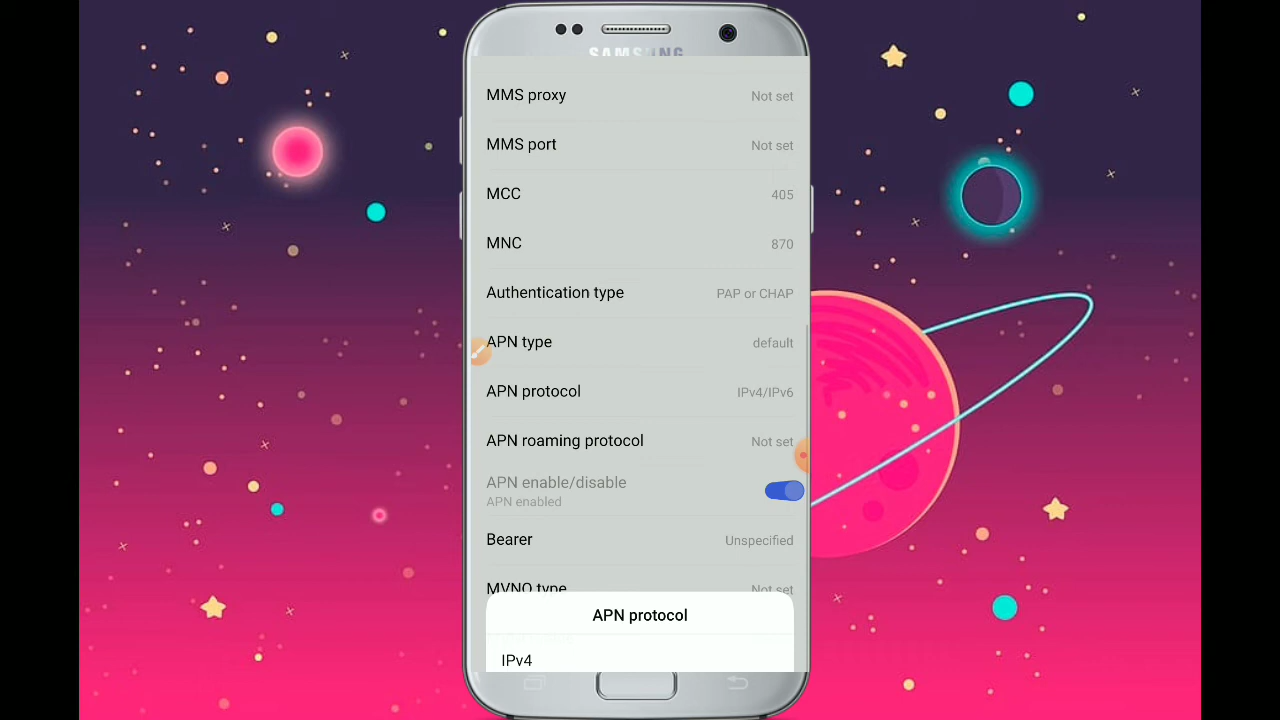 SAMSUNG
MMS proxy Not set
MMS port Not set
MCC 405
MNC 870
Authentication type PAP or CHAP
APN type default
APN protocol IPv4/IPv6
APN roaming protocol Not set
APN enable/disable
APN enabled
Bearer Unspecified
MVNO type Not set
APN protocol
IPv4